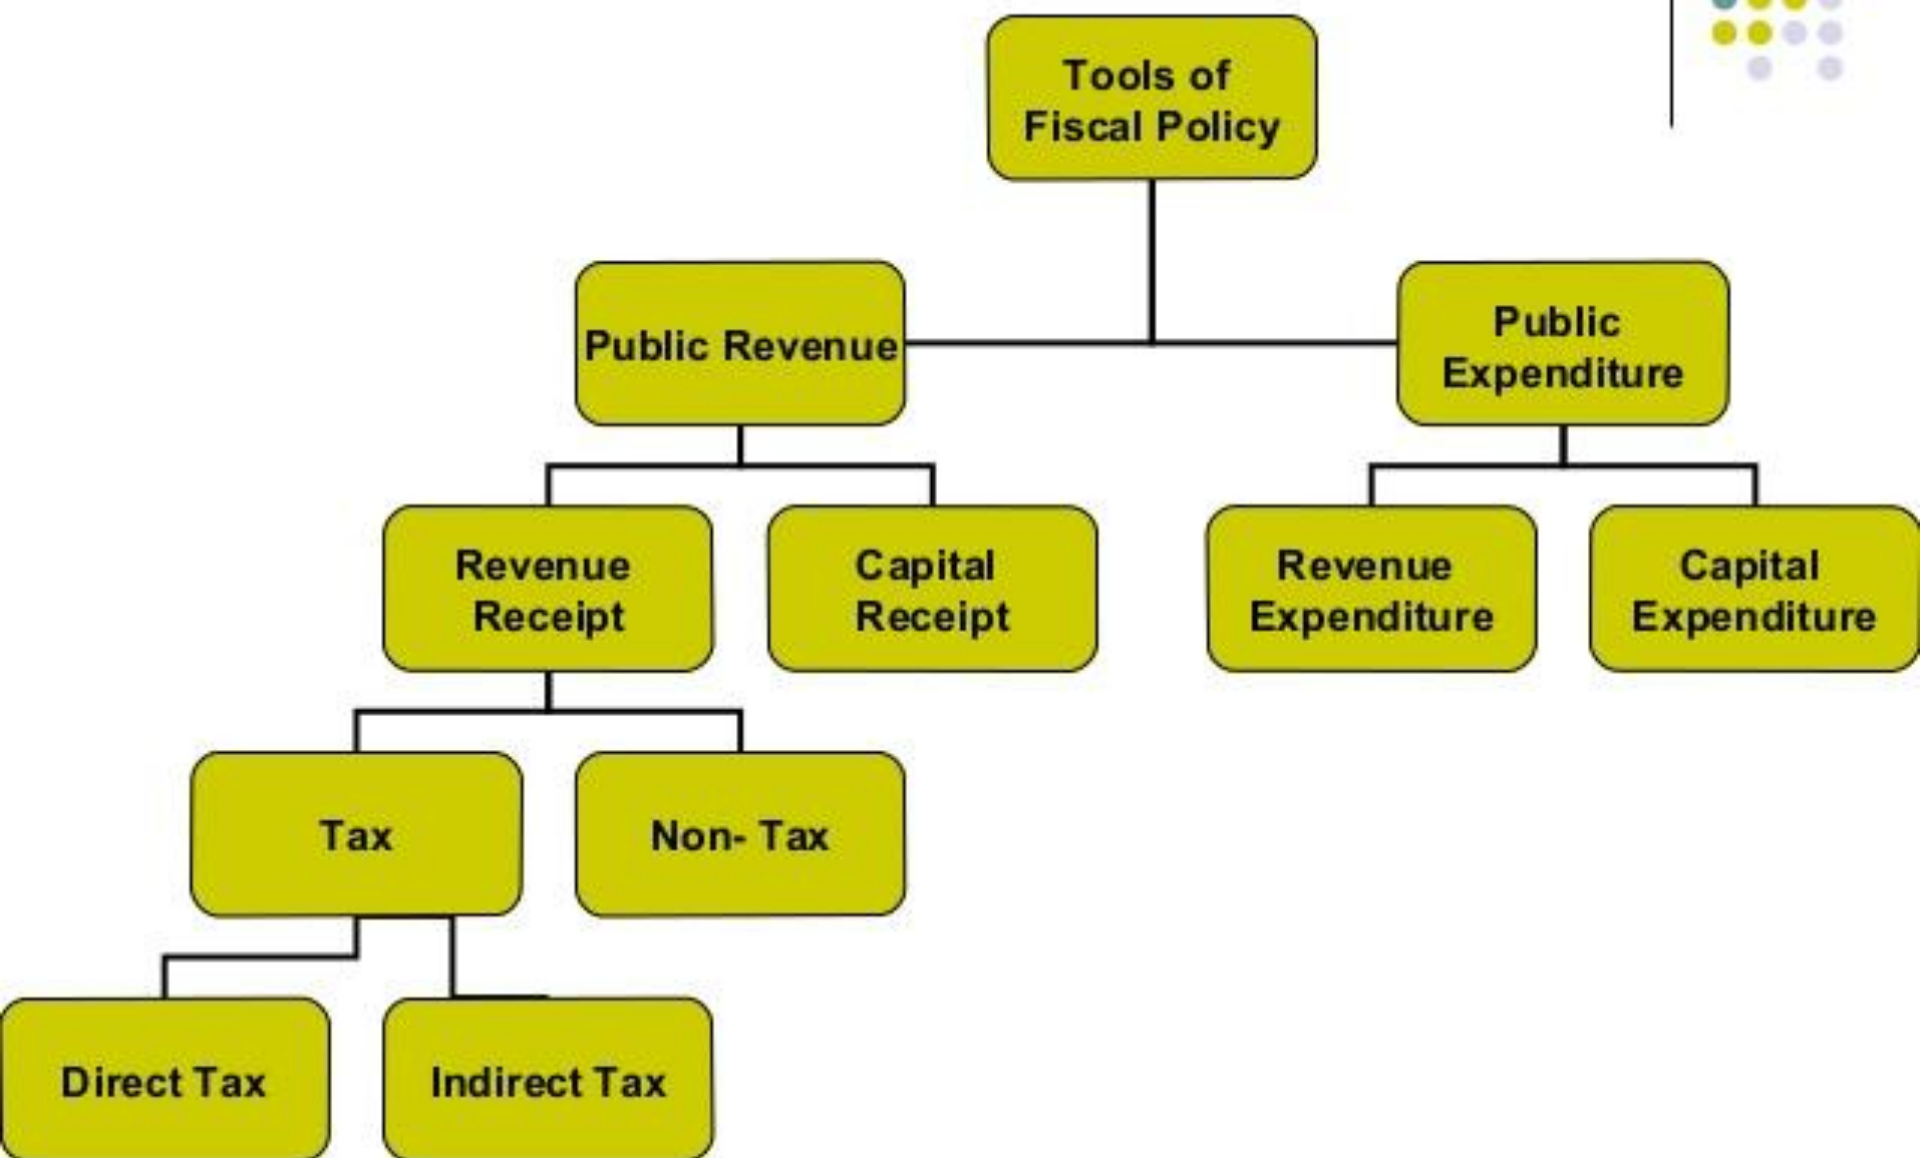 Tools of
Fiscal Policy
Public Revenue
Public
Expenditure
Revenue
Receipt
Capital
Receipt
Revenue
Expenditure
Capital
Expenditure
Tax
Non- Tax
Direct Tax
Indirect Tax